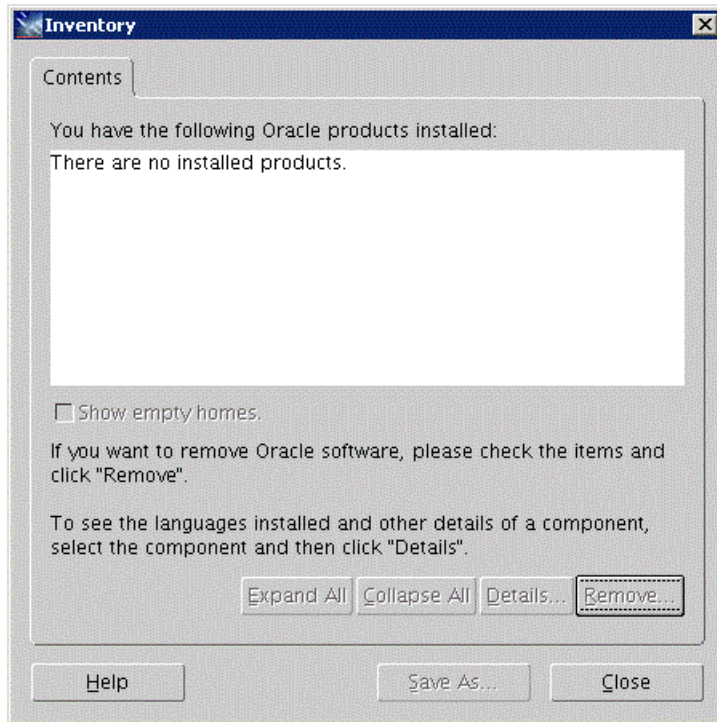 Inventory
Contents
You have the following Oracle products installed:
There are no installed products.
Show empty homes.
If you want to remove Oracle software, please check the items and
click "Remove".
To see the languages installed and other details of a component,
select the component and then click "Details".
Expand All Collapse All Details... Remove...
Help Save As... Close